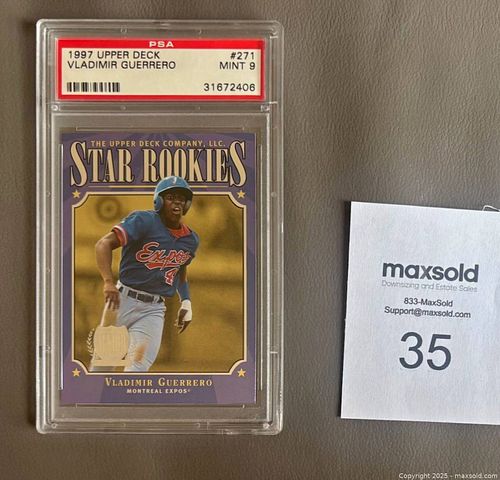 PSA
1997 UPPER DECK #271
VLADIMIR GUERRERO MINT 9
31672406
THE UPPER DECK COMPANY, LLC.
STAR ROOKIES
Expos
4
VLADIMIR GUERRERO
MONTREAL EXPOS
maxsold
Downsizing and Estate Sales
833-MaxSold
Support@maxsold.com
35
Copyright 2025 - maxsold.com